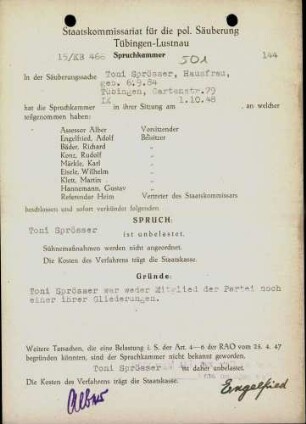 Staatskommissariat für die pol. Säuberung
Tübingen-Lustnau
15/KB 466 Spruchkammer 501 144
In der Säuberungssache Toni Sprösser, Hausfrau,
geb. 6.9.84
Tübingen, Gartenstr.79
hat die Spruchkammer IX in ihrer Sitzung am 1.10.48 , an welcher
teilgenommen haben:
Assessor Alber Vorsitzender
Engelfried, Adolf Beisitzer
Bäder, Richard "
Konz, Rudolf "
Märkle, Karl "
Eisele, Wilhelm "
Klett, Martin "
Hannemann, Gustav "
Referendar Heim Vertreter des Staatskommissars
beschlossen und sofort verkündet folgenden
SPRUCH:
Toni Sprösser
ist unbelastet.
Sühnemaßnahmen werden nicht angeordnet.
Die Kosten des Verfahrens trägt die Staatskasse.
Gründe:
Toni Sprösser war weder Mitglied der Partei noch
einer ihrer Gliederungen.
Weitere Tatsachen, die eine Belastung i. S. der Art. 4—6 der RAO vom 25. 4. 47
begründen könnten, sind der Spruchkammer nicht bekannt geworden.
Toni Sprösser ist daher unbelastet.
Die Kosten des Verfahrens trägt die Staatskasse:
Alber Engelfried